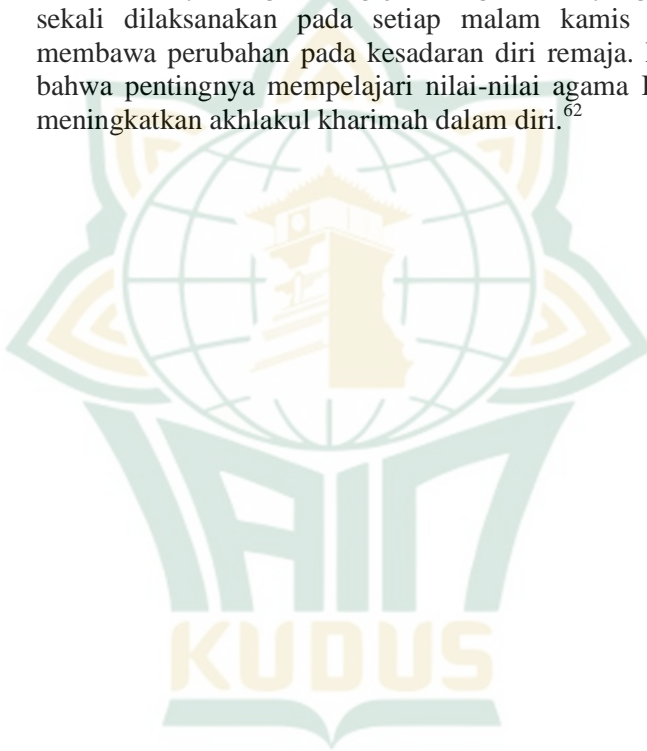 sekali dilaksanakan pada setiap malam kamis
membawa perubahan pada kesadaran diri remaja.
bahwa pentingnya mempelajari nilai-nilai agama
meningkatkan akhlakul kharimah dalam diri.62
IAIN
KUDUS